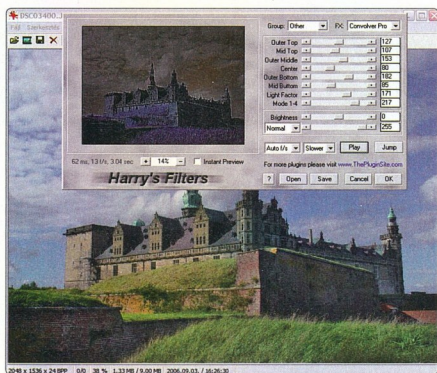 DSC03400.J
Fájl Szerkesztés
Group: Other FX: Convolver Pro
Outer Top 127
Mid Top 107
Outer Middle 153
Center 80
Outer Bottom 182
Mid Bottom 85
Light Factor 171
Mode 1-4 217
Brightness 0
Normal 255
Auto f/s Slower Play Jump
62 ms, 13 f/s, 3.04 sec + 14% - Instant Preview
For more plugins please visit www.ThePluginSite.com
Harry's Filters
? Open Save Cancel OK
2048 x 1536 x 24 BPP 0/0 38 % 1.33 MB / 9.00 MB 2006.09.03. / 16:26:30